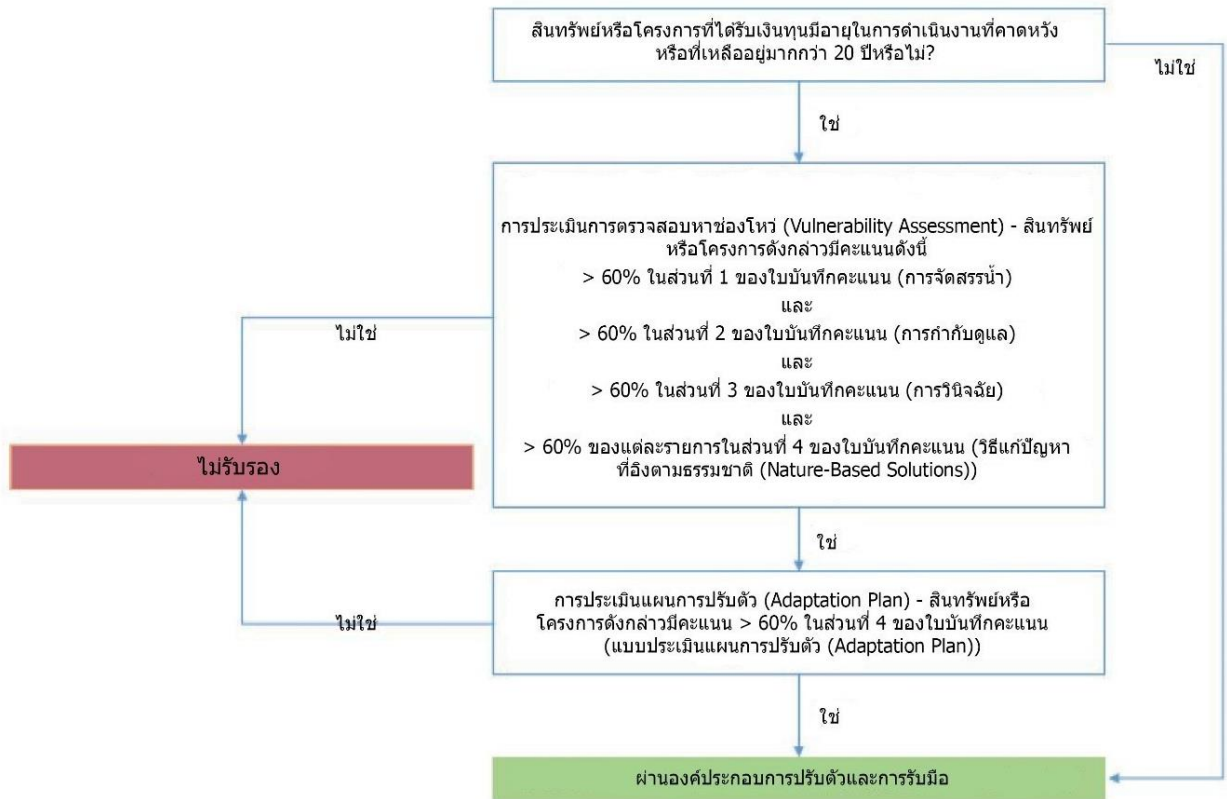 สินทรัพย์หรือโครงการที่ได้รับเงินทุนมีอายุในการดำเนินงานที่คาดหวัง
หรือที่เหลืออยู่มากกว่า 20 ปีหรือไม่?
ไม่ใช่
ใช่
การประเมินการตรวจสอบหาช่องโหว่ (Vulnerability Assessment) - สินทรัพย์
หรือโครงการดังกล่าวมีคะแนนดังนี้
> 60% ในส่วนที่ 1 ของใบบันทึกคะแนน (การจัดสรรน้ำ)
และ
> 60% ในส่วนที่ 2 ของใบบันทึกคะแนน (การกำกับดูแล)
และ
> 60% ในส่วนที่ 3 ของใบบันทึกคะแนน (การวินิจฉัย)
และ
> 60% ของแต่ละรายการในส่วนที่ 4 ของใบบันทึกคะแนน (วิธีแก้ปัญหา
ที่อิงตามธรรมชาติ (Nature-Based Solutions))
ไม่ใช่
ไม่รับรอง
ใช่
การประเมินแผนการปรับตัว (Adaptation Plan) - สินทรัพย์หรือ
โครงการดังกล่าวมีคะแนน > 60% ในส่วนที่ 4 ของใบบันทึกคะแนน
(แบบประเมินแผนการปรับตัว (Adaptation Plan))
ไม่ใช่
ใช่
ผ่านองค์ประกอบการปรับตัวและการรับมือ